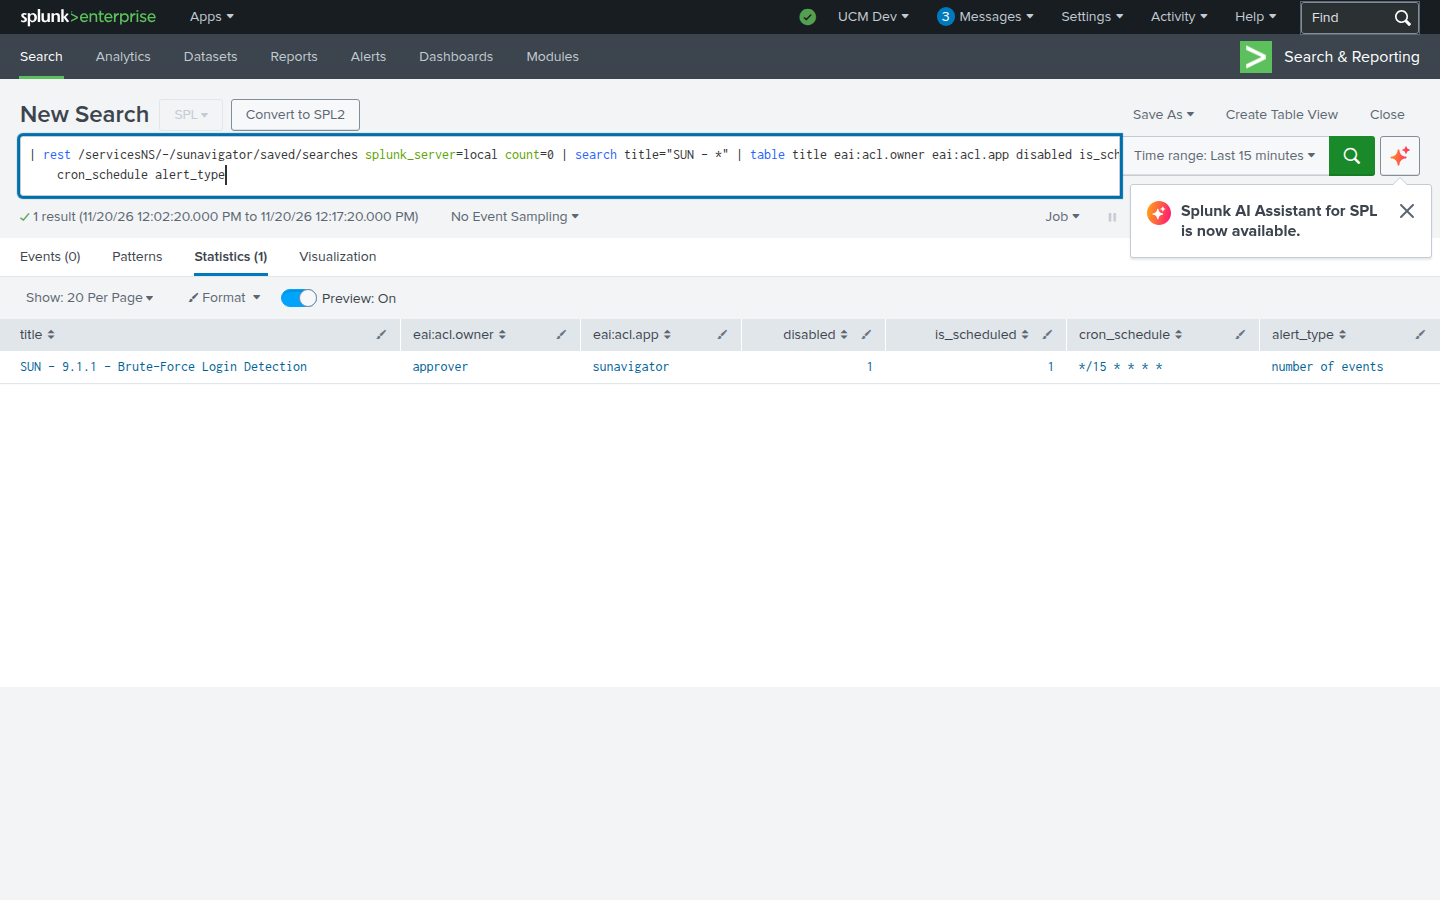 splunk>enterprise Apps UCM Dev 3 Messages Settings Activity Help Find
Search Analytics Datasets Reports Alerts Dashboards Modules Search & Reporting
New Search SPL Convert to SPL2 Save As Create Table View Close
| rest /servicesNS/-/sunavigator/saved/searches splunk_server=local count=0 | search title="SUN - *" | table title eai:acl.owner eai:acl.app disabled is_sch
cron_schedule alert_type
Time range: Last 15 minutes
Splunk AI Assistant for SPL
is now available.
1 result (11/20/26 12:02:20.000 PM to 11/20/26 12:17:20.000 PM) No Event Sampling Job
Events (0) Patterns Statistics (1) Visualization
Show: 20 Per Page Format Preview: On
title eai:acl.owner eai:acl.app disabled is_scheduled cron_schedule alert_type
SUN - 9.1.1 - Brute-Force Login Detection approver sunavigator 1 1 */15 * * * * number of events